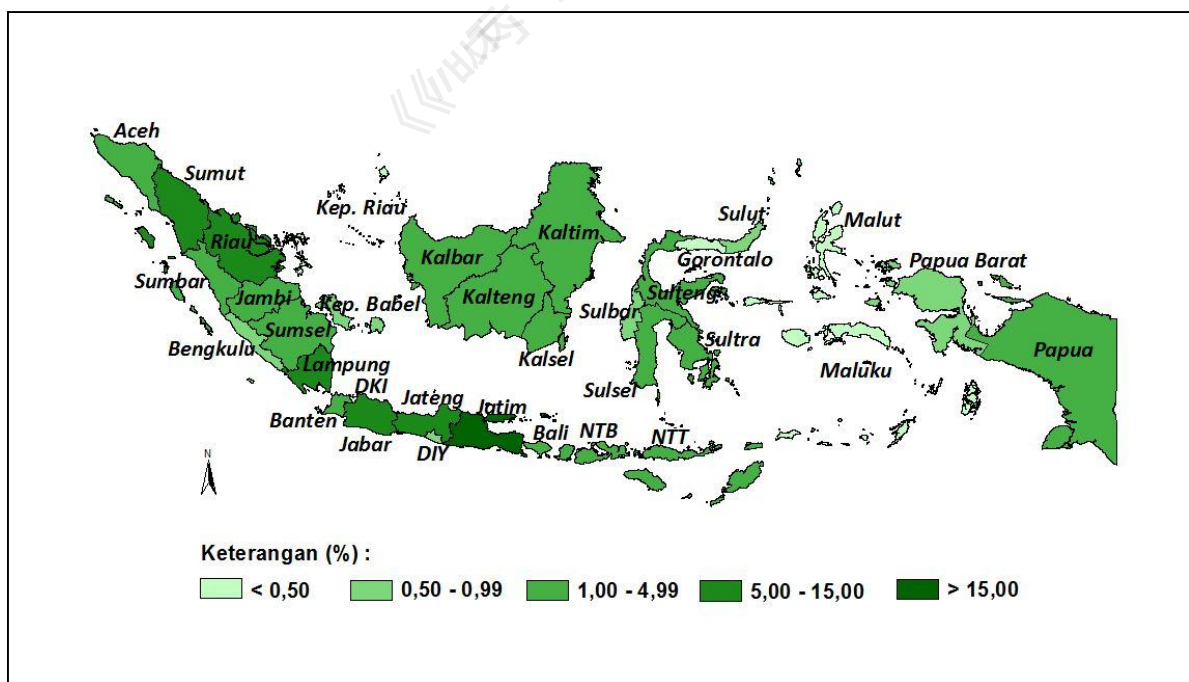 Aceh
Sumut
Kep. Riau
Sulut
Malut
Riau
Kaltim
Kalbar
Gorontalo
Papua Barat
Sumbar
Jambi
Kep. Babel
Kalteng
Sulteng
Sulbar
Sumsel
Bengkulu
Kalsel
Sultra
Papua
Lampung
Maluku
DKI
Sulsel
Jateng
Jatim
Banten
Bali
NTB
NTT
Jabar
DIY
N
Keterangan (%) :
< 0,50
0,50 - 0,99
1,00 - 4,99
5,00 - 15,00
> 15,00